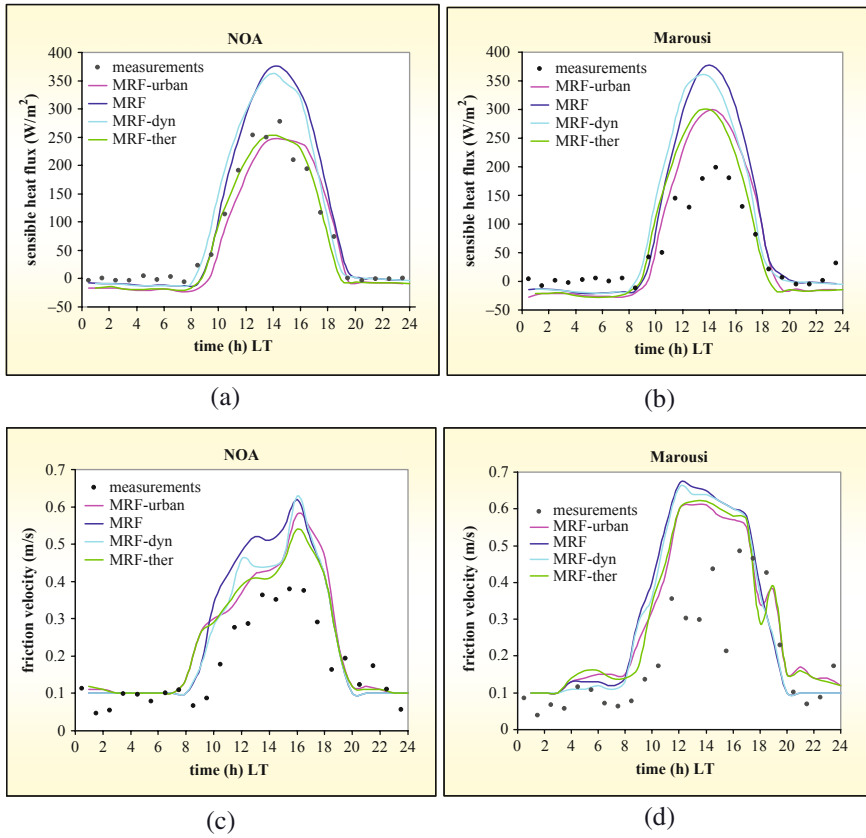 NOA
400
350
300
250
200
150
100
50
0
–50
0 2 4 6 8 10 12 14 16 18 20 22 24
sensible heat flux (W/m²)
time (h) LT
measurements
MRF-urban
MRF
MRF-dyn
MRF-ther
(a)
Marousi
400
350
300
250
200
150
100
50
0
–50
0 2 4 6 8 10 12 14 16 18 20 22 24
sensible heat flux (W/m²)
time (h) LT
measurements
MRF-urban
MRF
MRF-dyn
MRF-ther
(b)
NOA
0.7
0.6
0.5
0.4
0.3
0.2
0.1
0
0 2 4 6 8 10 12 14 16 18 20 22 24
friction velocity (m/s)
time (h) LT
measurements
MRF-urban
MRF
MRF-dyn
MRF-ther
(c)
Marousi
0.7
0.6
0.5
0.4
0.3
0.2
0.1
0
0 2 4 6 8 10 12 14 16 18 20 22 24
friction velocity (m/s)
time (h) LT
mesurements
MRF-urban
MRF
MRF-dyn
MRF-ther
(d)